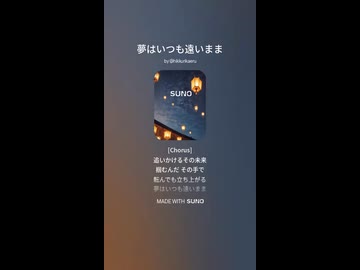 夢はいつも遠いまま
by @hikkurikaeru
SUNO
[Chorus]
追いかけるその未来
掴むんだ その手で
転んでも立ち上がる
夢はいつも遠いまま
MADE WITH SUNO